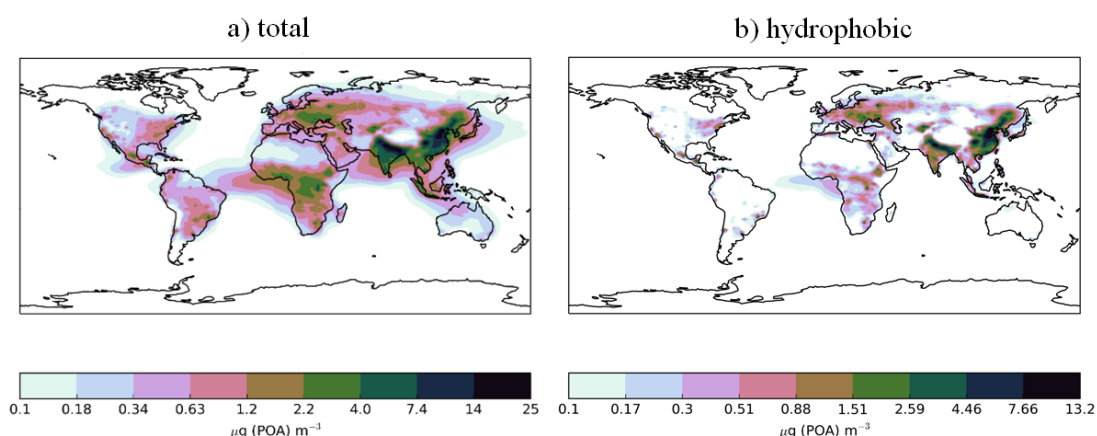 a) total
b) hydrophobic
0.1 0.18 0.34 0.63 1.2 2.2 4.0 7.4 14 25
μg (POA) m⁻³
0.1 0.17 0.3 0.51 0.88 1.51 2.59 4.46 7.66 13.2
μg (POA) m⁻³